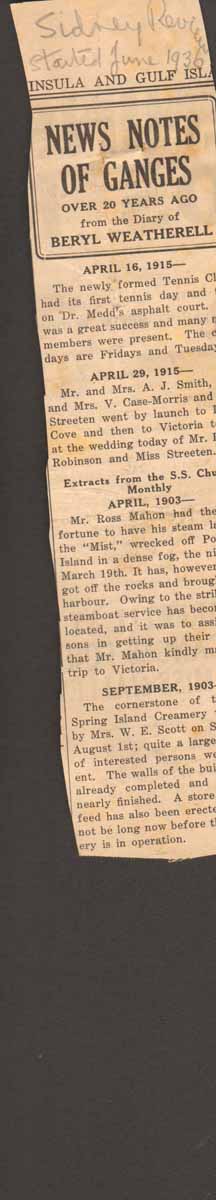 Sidney Review
Started June 1936
INSULA AND GULF ISL
NEWS NOTES
OF GANGES
OVER 20 YEARS AGO
from the Diary of
BERYL WEATHERELL
APRIL 16, 1915—
The newly formed Tennis Cl
had its first tennis day and
on Dr. Medd's asphalt court.
was a great success and many
members were present. The
days are Fridays and Tuesday
APRIL 29, 1915—
Mr. and Mrs. A. J. Smith,
and Mrs. V. Case-Morris and
Streeten went by launch to
Cove and then to Victoria t
at the wedding today of Mr.
Robinson and Miss Streeten.
Extracts from the S.S. Chu
Monthly
APRIL, 1903—
Mr. Ross Mahon had the
fortune to have his steam la
the "Mist," wrecked off Po
Island in a dense fog, the ni
March 19th. It has, however
got off the rocks and broug
harbour. Owing to the stri
steamboat service has becom
located, and it was to assi
sons in getting up their
that Mr. Mahon kindly ma
trip to Victoria.
SEPTEMBER, 1903—
The cornerstone of t
Spring Island Creamery
by Mrs. W. E. Scott on S
August 1st; quite a large
of interested persons we
ent. The walls of the bui
already completed and
nearly finished. A store
feed has also been erecte
not be long now before th
ery is in operation.